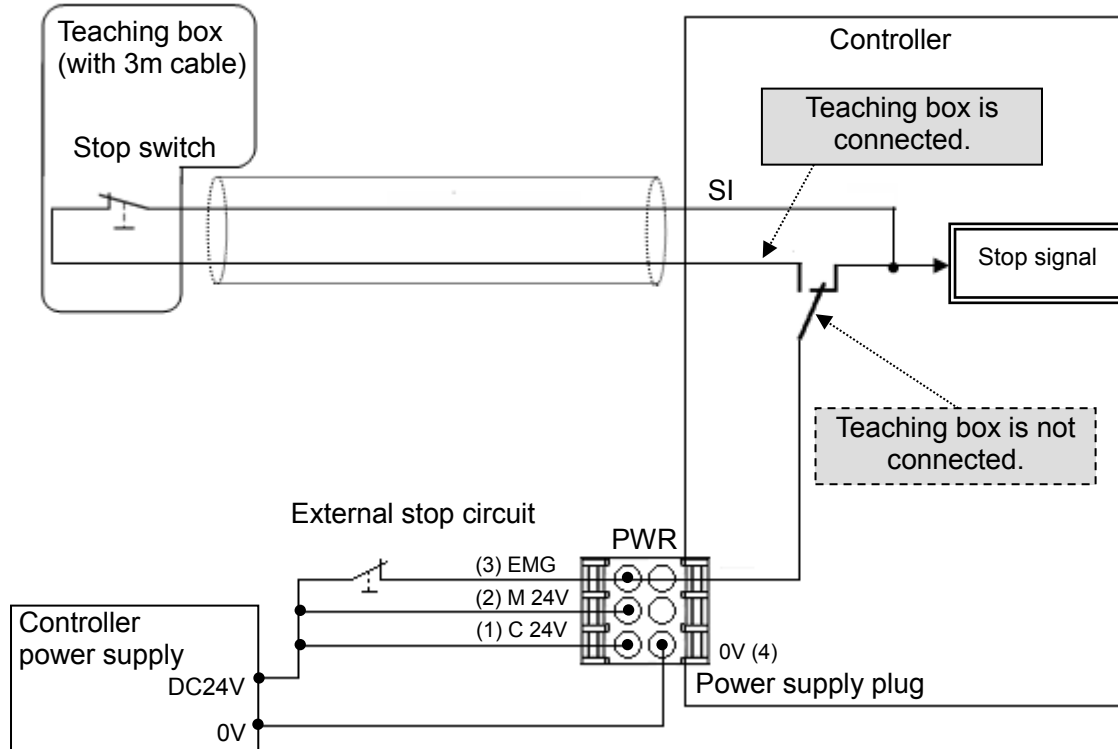 Teaching box
(with 3m cable)
Stop switch
Controller
Teaching box is
connected.
SI
Stop signal
Teaching box is not
connected.
External stop circuit
PWR
(3) EMG
(2) M 24V
(1) C 24V
0V (4)
Power supply plug
Controller
power supply
DC24V
0V